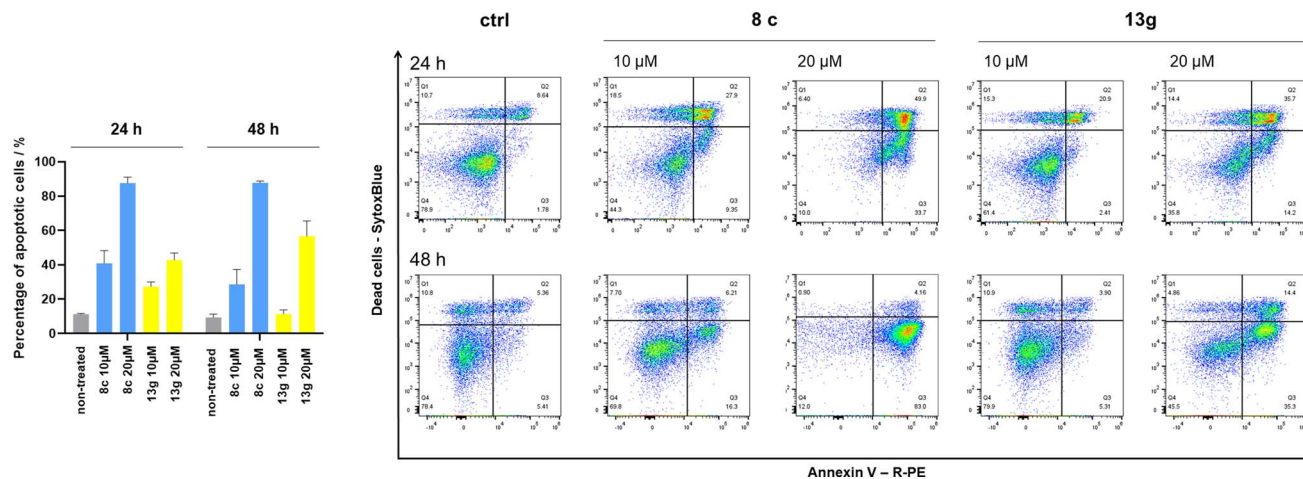 ctrl
8 c
13g
24 h
10 µM
20 µM
10 µM
20 µM
Q1
10.7
Q2
8.64
Q4
78.9
Q3
1.78
Q1
18.5
Q2
27.9
Q4
44.3
Q3
9.35
Q1
6.40
Q2
49.9
Q4
10.0
Q3
33.7
Q1
15.3
Q2
20.9
Q4
61.4
Q3
2.41
Q1
14.4
Q2
35.7
Q4
35.8
Q3
14.2
48 h
Q1
10.8
Q2
5.36
Q4
78.4
Q3
5.41
Q1
7.70
Q2
6.21
Q4
69.8
Q3
16.3
Q1
0.90
Q2
4.16
Q4
12.0
Q3
83.0
Q1
10.9
Q2
3.90
Q4
79.9
Q3
5.31
Q1
4.86
Q2
14.4
Q4
45.5
Q3
35.3
Dead cells - SytoxBlue
Annexin V – R-PE
24 h
48 h
Percentage of apoptotic cells / %
100
80
60
40
20
0
non-treated
8c 10µM
8c 20µM
13g 10µM
13g 20µM
non-treated
8c 10µM
8c 20µM
13g 10µM
13g 20µM